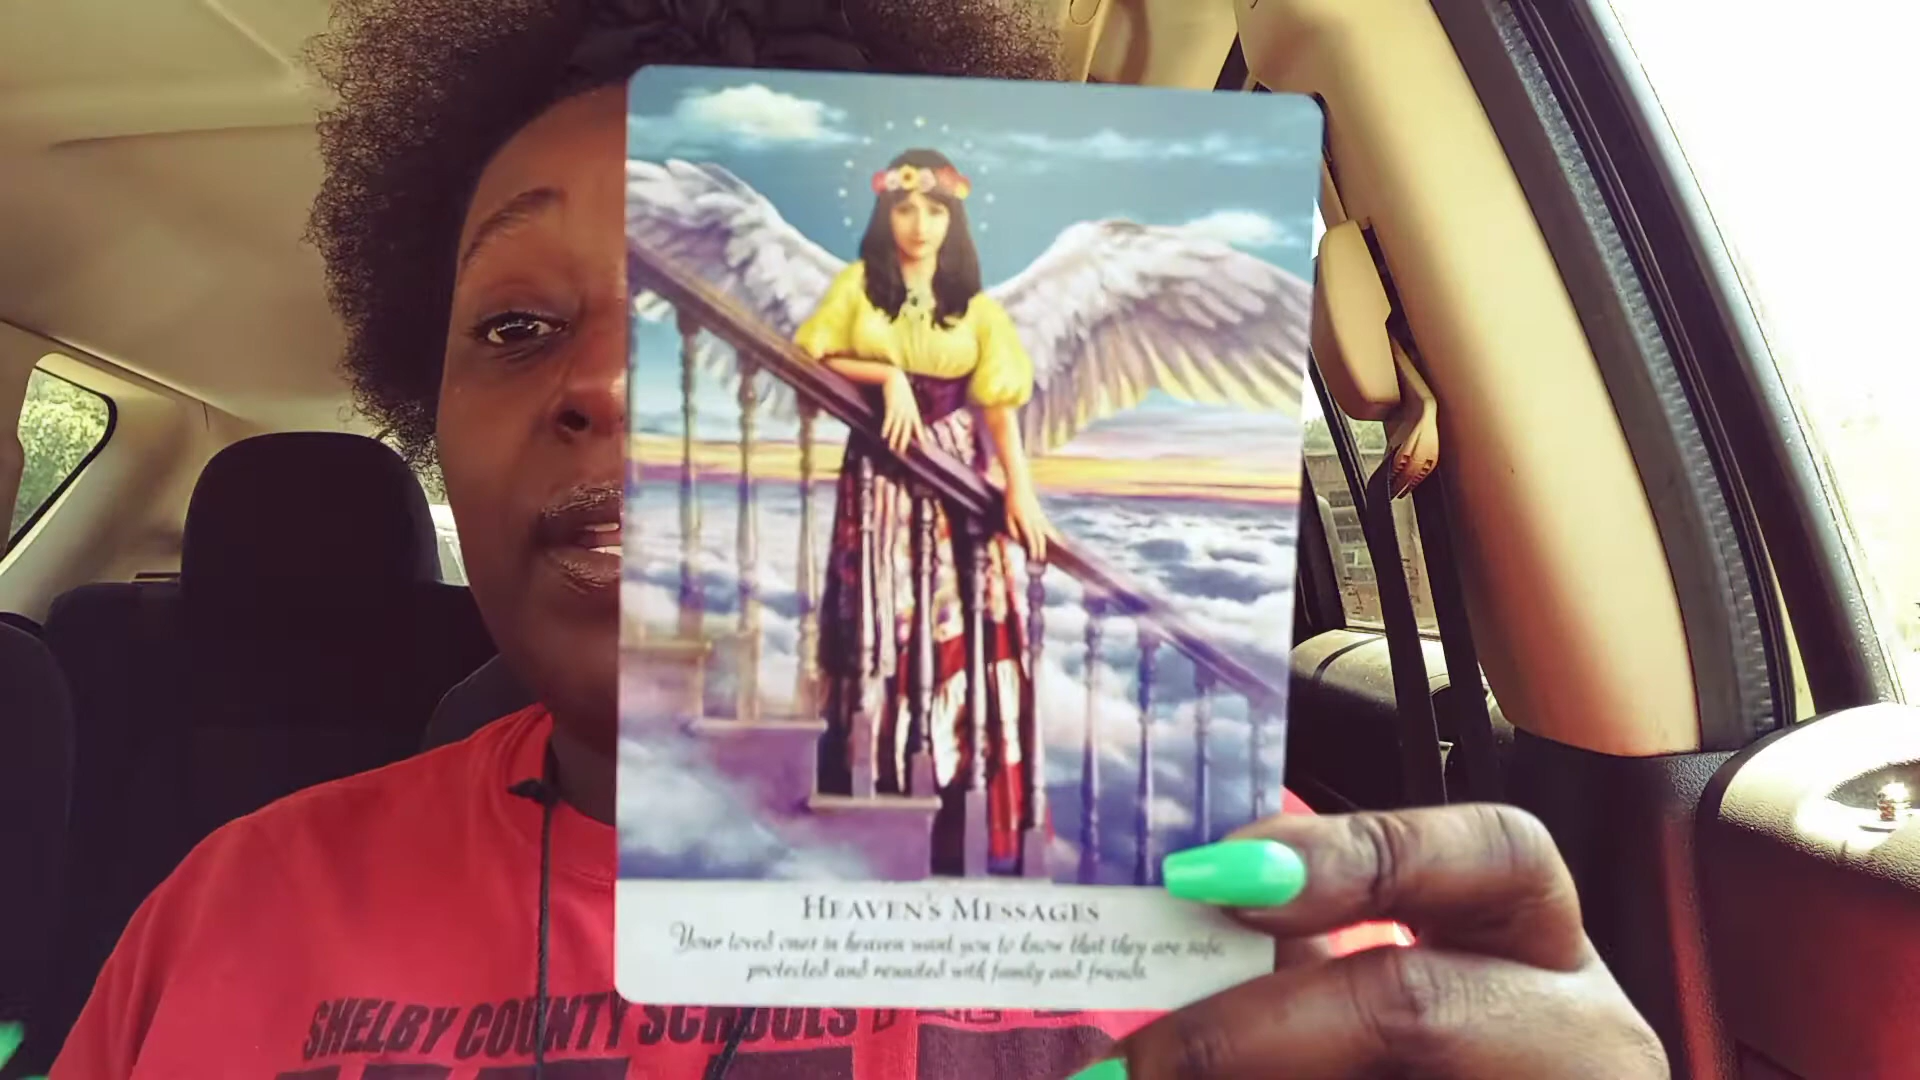 HEAVEN'S MESSAGES
Your loved ones in heaven want you to know that they are safe,
protected and reunited with family and friends.
SHELBY COUNTY SCHOOLS